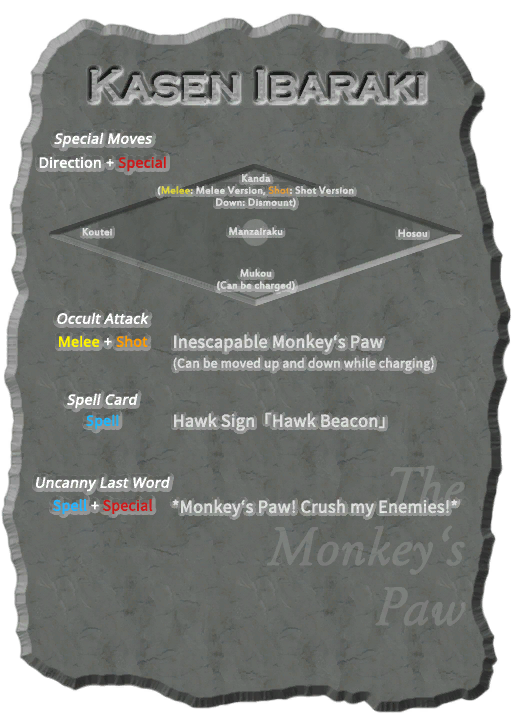 Kasen Ibaraki
Special Moves
Direction + Special
Kanda
(Melee: Melee Version, Shot: Shot Version
Down: Dismount)
Koutei Manzairaku Hosou
Mukou
(Can be charged)
Occult Attack
Melee + Shot Inescapable Monkey's Paw
(Can be moved up and down while charging)
Spell Card
Spell Hawk Sign「Hawk Beacon」
Uncanny Last Word
Spell + Special *Monkey's Paw! Crush my Enemies!*
The
Monkey's
Paw